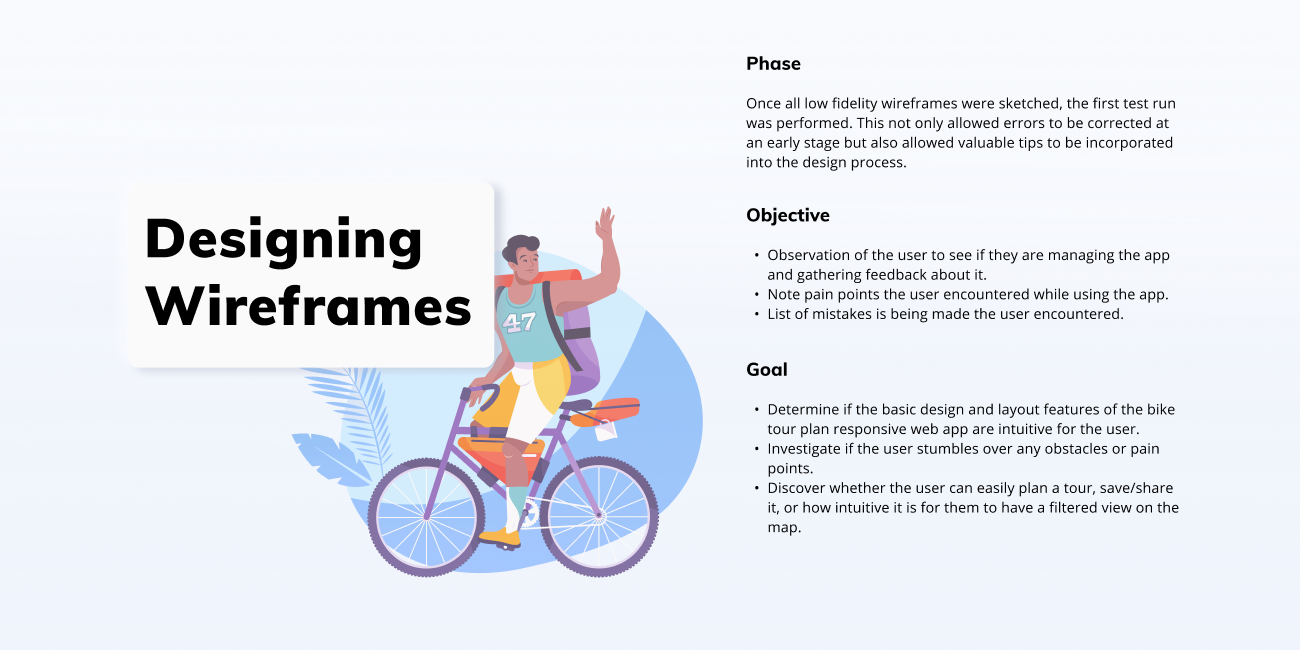 Designing
Wireframes
47
Phase
Once all low fidelity wireframes were sketched, the first test run
was performed. This not only allowed errors to be corrected at
an early stage but also allowed valuable tips to be incorporated
into the design process.
Objective
• Observation of the user to see if they are managing the app
and gathering feedback about it.
• Note pain points the user encountered while using the app.
• List of mistakes is being made the user encountered.
Goal
• Determine if the basic design and layout features of the bike
tour plan responsive web app are intuitive for the user.
• Investigate if the user stumbles over any obstacles or pain
points.
• Discover whether the user can easily plan a tour, save/share
it, or how intuitive it is for them to have a filtered view on the
map.